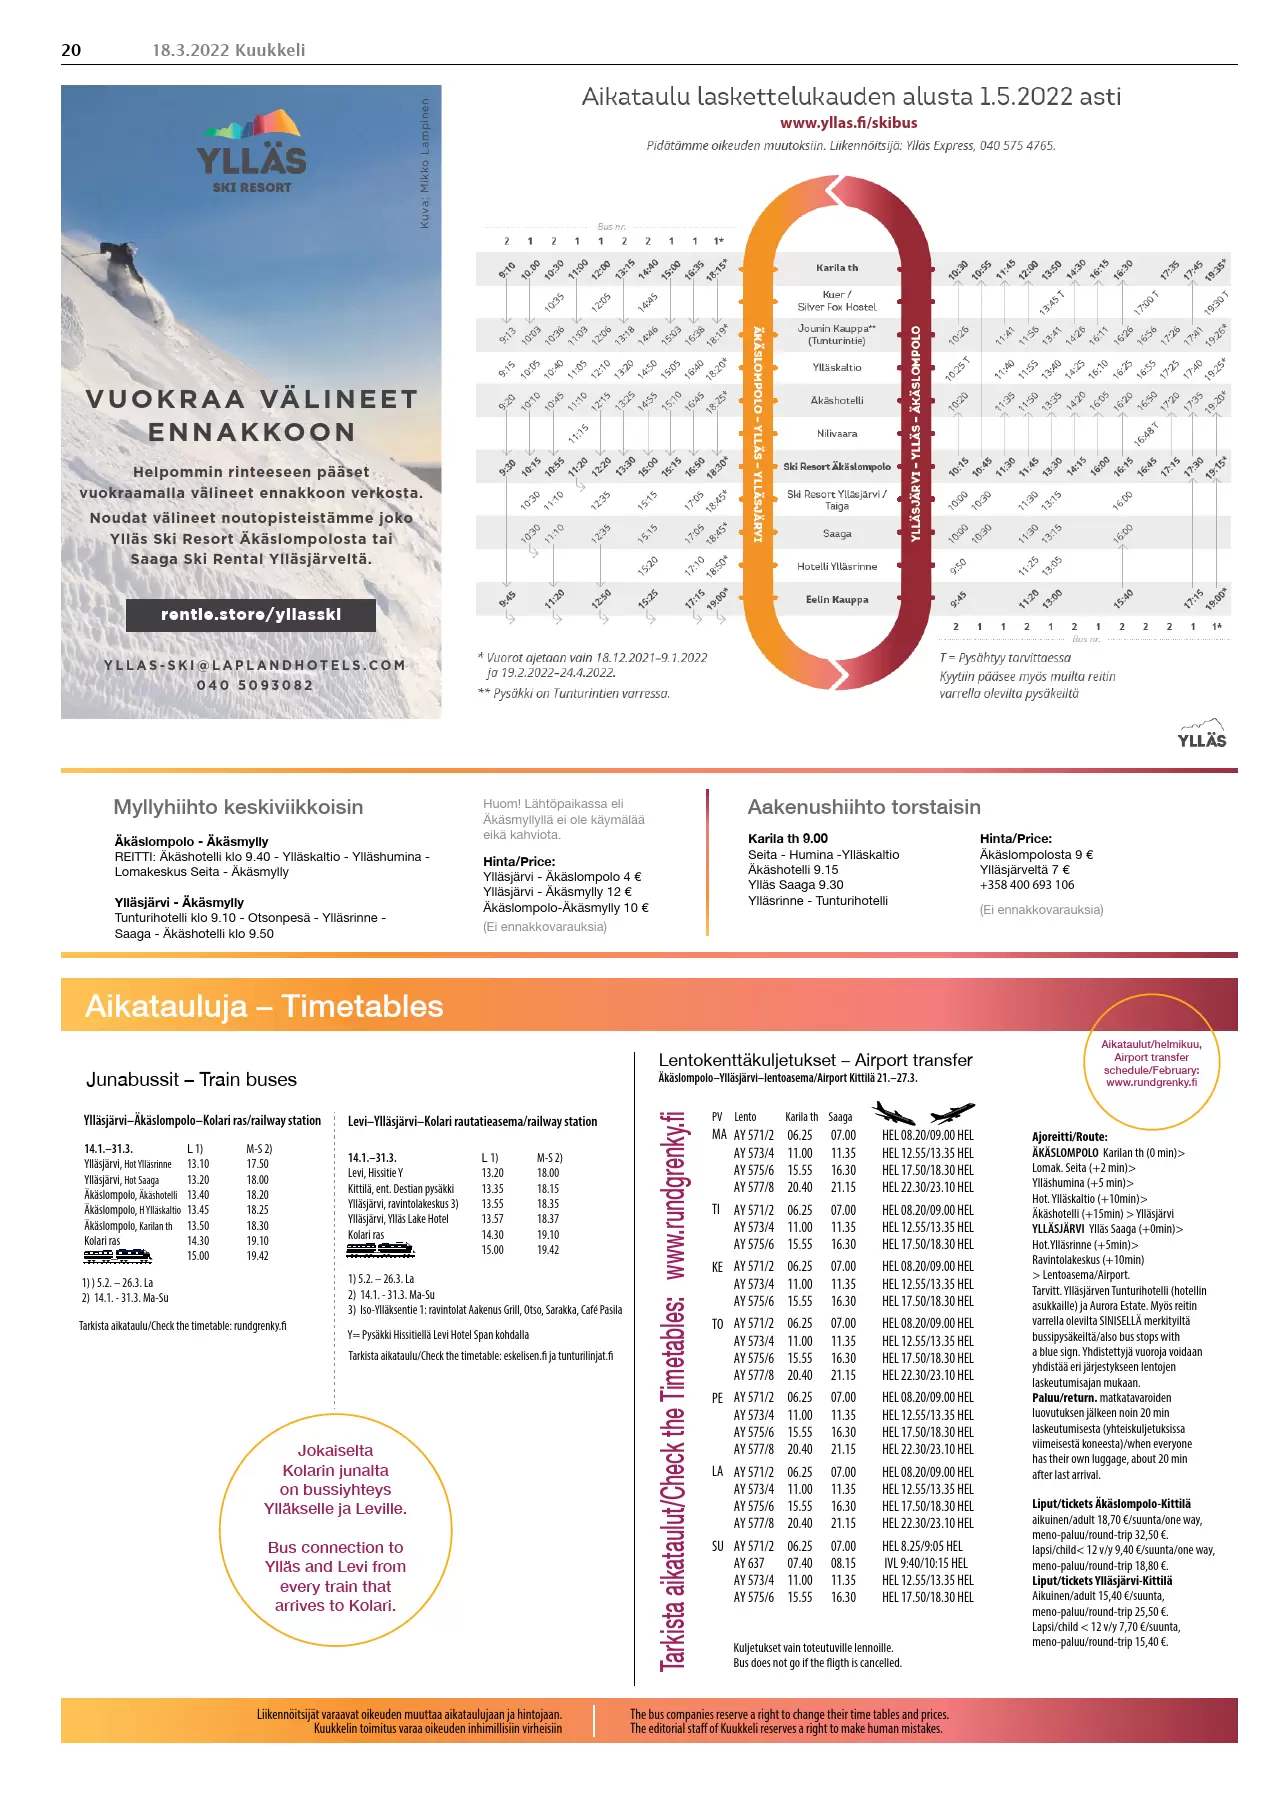 20 18.3.2022 Kuukkeli
Kuva: Mikko Lampinen
YLLÄS
SKI RESORT
VUOKRAA VÄLINEET
ENNAKKOON
Helpommin rinteeseen pääset
vuokraamalla välineet ennakkoon verkosta.
Noudat välineet noutopisteistämme joko
Ylläs Ski Resort Äkäslompolosta tai
Saaga Ski Rental Ylläsjärveltä.
rentle.store/yllasski
YLLAS-SKI@LAPLANDHOTELS.COM
040 5093082
Aikataulu laskettelukauden alusta 1.5.2022 asti
www.yllas.fi/skibus
Pidätämme oikeuden muutoksiin. Liikennöitsijä: Ylläs Express, 040 575 4765.
Bus nr.
2 1 2 1 1 2 2 1 1 1*
9:10 10:00 10:30 11:00 12:00 13:15 14:40 15:00 16:35 18:15* Karila th 10:30 10:55 11:45 12:00 13:50 14:30 16:15 16:30 17:35 17:45 19:35*
10:35 12:05 14:45 Kuer / Silver Fox Hostel 13:45 T 17:00 T 19:30 T
9:13 10:03 10:36 11:03 12:06 13:18 14:46 15:03 16:38 18:19* Jounin Kauppa** (Tunturintie) 10:26 11:41 11:56 13:41 14:26 16:11 16:26 16:56 17:26 17:41 19:26*
9:15 10:05 10:40 11:05 12:10 13:20 14:50 15:05 16:40 18:20* Ylläskaltio 10:25 T 11:40 11:55 13:40 14:25 16:10 16:25 16:55 17:25 17:40 19:25*
9:20 10:10 10:45 11:10 12:15 13:25 14:55 15:10 16:45 18:25* Äkäshotelli 10:20 11:35 11:50 13:35 14:20 16:05 16:20 16:50 17:20 17:35 19:20*
11:15 Nilivaara 16:48 T
9:30 10:15 10:55 11:20 12:20 13:30 15:00 15:15 16:50 18:30* Ski Resort Äkäslompolo 10:15 10:45 11:30 11:45 13:30 14:15 16:00 16:15 16:45 17:15 17:30 19:15*
10:30 11:10 12:35 15:15 17:05 18:45* Ski Resort Ylläsjärvi / Taiga 10:00 10:30 11:30 13:15 16:00
10:30 11:10 12:35 15:15 17:05 18:45* Saaga 10:00 10:30 11:30 13:15 16:00
15:20 17:10 18:50* Hotelli Ylläsrinne 9:50 11:25 13:05
9:45 11:20 12:50 15:25 17:15 19:00* Eelin Kauppa 9:45 11:20 13:00 15:40 17:15 19:00*
2 1 1 2 1 2 1 2 2 2 1 1*
Bus nr.
ÄKÄSLOMPOLO – YLLÄS – YLLÄSJÄRVI
YLLÄSJÄRVI – YLLÄS – ÄKÄSLOMPOLO
* Vuorot ajetaan vain 18.12.2021–9.1.2022
ja 19.2.2022–24.4.2022.
** Pysäkki on Tunturintien varressa.
T = Pysähtyy tarvittaessa
Kyytiin pääsee myös muilta reitin
varrella olevilta pysäkeiltä
YLLÄS
Myllyhiihto keskiviikkoisin
Äkäslompolo - Äkäsmylly
REITTI: Äkäshotelli klo 9.40 - Ylläskaltio - Ylläshumina -
Lomakeskus Seita - Äkäsmylly
Ylläsjärvi - Äkäsmylly
Tunturihotelli klo 9.10 - Otsonpesä - Ylläsrinne -
Saaga - Äkäshotelli klo 9.50
Huom! Lähtöpaikassa eli
Äkäsmyllyllä ei ole käymälää
eikä kahviota.
Hinta/Price:
Ylläsjärvi - Äkäslompolo 4 €
Ylläsjärvi - Äkäsmylly 12 €
Äkäslompolo-Äkäsmylly 10 €
(Ei ennakkovarauksia)
Aakenushiihto torstaisin
Karila th 9.00
Seita - Humina -Ylläskaltio
Äkäshotelli 9.15
Ylläs Saaga 9.30
Ylläsrinne - Tunturihotelli
Hinta/Price:
Äkäslompolosta 9 €
Ylläsjärveltä 7 €
+358 400 693 106
(Ei ennakkovarauksia)
Aikatauluja – Timetables
Aikataulut/helmikuu,
Airport transfer
schedule/February:
www.rundgrenky.fi
Junabussit – Train buses
Ylläsjärvi–Äkäslompolo–Kolari ras/railway station
14.1.–31.3. L 1) M-S 2)
Ylläsjärvi, Hot Ylläsrinne 13.10 17.50
Ylläsjärvi, Hot Saaga 13.20 18.00
Äkäslompolo, Äkäshotelli 13.40 18.20
Äkäslompolo, H Ylläskaltio 13.45 18.25
Äkäslompolo, Karilan th 13.50 18.30
Kolari ras 14.30 19.10
15.00 19.42
1) ) 5.2. – 26.3. La
2) 14.1. - 31.3. Ma-Su
Tarkista aikataulu/Check the timetable: rundgrenky.fi
Levi–Ylläsjärvi–Kolari rautatieasema/railway station
14.1.–31.3. L 1) M-S 2)
Levi, Hissitie Y 13.20 18.00
Kittilä, ent. Destian pysäkki 13.35 18.15
Ylläsjärvi, ravintolakeskus 3) 13.55 18.35
Ylläsjärvi, Ylläs Lake Hotel 13.57 18.37
Kolari ras 14.30 19.10
15.00 19.42
1) 5.2. – 26.3. La
2) 14.1. - 31.3. Ma-Su
3) Iso-Ylläksentie 1: ravintolat Aakenus Grill, Otso, Sarakka, Café Pasila
Y= Pysäkki Hissitiellä Levi Hotel Span kohdalla
Tarkista aikataulu/Check the timetable: eskelisen.fi ja tunturilinjat.fi
Jokaiselta
Kolarin junalta
on bussiyhteys
Ylläkselle ja Leville.
Bus connection to
Ylläs and Levi from
every train that
arrives to Kolari.
Lentokenttäkuljetukset – Airport transfer
Äkäslompolo–Ylläsjärvi–lentoasema/Airport Kittilä 21.–27.3.
Tarkista aikataulut/Check the Timetables: www.rundgrenky.fi
PV Lento Karila th Saaga
MA AY 571/2 06.25 07.00 HEL 08.20/09.00 HEL
AY 573/4 11.00 11.35 HEL 12.55/13.35 HEL
AY 575/6 15.55 16.30 HEL 17.50/18.30 HEL
AY 577/8 20.40 21.15 HEL 22.30/23.10 HEL
TI AY 571/2 06.25 07.00 HEL 08.20/09.00 HEL
AY 573/4 11.00 11.35 HEL 12.55/13.35 HEL
AY 575/6 15.55 16.30 HEL 17.50/18.30 HEL
KE AY 571/2 06.25 07.00 HEL 08.20/09.00 HEL
AY 573/4 11.00 11.35 HEL 12.55/13.35 HEL
AY 575/6 15.55 16.30 HEL 17.50/18.30 HEL
TO AY 571/2 06.25 07.00 HEL 08.20/09.00 HEL
AY 573/4 11.00 11.35 HEL 12.55/13.35 HEL
AY 575/6 15.55 16.30 HEL 17.50/18.30 HEL
AY 577/8 20.40 21.15 HEL 22.30/23.10 HEL
PE AY 571/2 06.25 07.00 HEL 08.20/09.00 HEL
AY 573/4 11.00 11.35 HEL 12.55/13.35 HEL
AY 575/6 15.55 16.30 HEL 17.50/18.30 HEL
AY 577/8 20.40 21.15 HEL 22.30/23.10 HEL
LA AY 571/2 06.25 07.00 HEL 08.20/09.00 HEL
AY 573/4 11.00 11.35 HEL 12.55/13.35 HEL
AY 575/6 15.55 16.30 HEL 17.50/18.30 HEL
AY 577/8 20.40 21.15 HEL 22.30/23.10 HEL
SU AY 571/2 06.25 07.00 HEL 8.25/9:05 HEL
AY 637 07.40 08.15 IVL 9:40/10:15 HEL
AY 573/4 11.00 11.35 HEL 12.55/13.35 HEL
AY 575/6 15.55 16.30 HEL 17.50/18.30 HEL
Kuljetukset vain toteutuville lennoille.
Bus does not go if the fligth is cancelled.
Ajoreitti/Route:
ÄKÄSLOMPOLO Karilan th (0 min)>
Lomak. Seita (+2 min)>
Ylläshumina (+5 min)>
Hot. Ylläskaltio (+10min)>
Äkäshotelli (+15min) > Ylläsjärvi
YLLÄSJÄRVI Ylläs Saaga (+0min)>
Hot.Ylläsrinne (+5min)>
Ravintolakeskus (+10min)
> Lentoasema/Airport.
Tarvitt. Ylläsjärven Tunturihotelli (hotellin
asukkaille) ja Aurora Estate. Myös reitin
varrella olevilta SINISELLÄ merkityiltä
bussipysäkeiltä/also bus stops with
a blue sign. Yhdistettyjä vuoroja voidaan
yhdistää eri järjestykseen lentojen
laskeutumisajan mukaan.
Paluu/return. matkatavaroiden
luovutuksen jälkeen noin 20 min
laskeutumisesta (yhteiskuljetuksissa
viimeisestä koneesta)/when everyone
has their own luggage, about 20 min
after last arrival.
Liput/tickets Äkäslompolo-Kittilä
aikuinen/adult 18,70 €/suunta/one way,
meno-paluu/round-trip 32,50 €.
lapsi/child< 12 v/y 9,40 €/suunta/one way,
meno-paluu/round-trip 18,80 €.
Liput/tickets Ylläsjärvi-Kittilä
Aikuinen/adult 15,40 €/suunta,
meno-paluu/round-trip 25,50 €.
Lapsi/child < 12 v/y 7,70 €/suunta,
meno-paluu/round-trip 15,40 €.
Liikennöitsijät varaavat oikeuden muuttaa aikataulujaan ja hintojaan.
Kuukkelin toimitus varaa oikeuden inhimillisiin virheisiin
The bus companies reserve a right to change their time tables and prices.
The editorial staff of Kuukkeli reserves a right to make human mistakes.